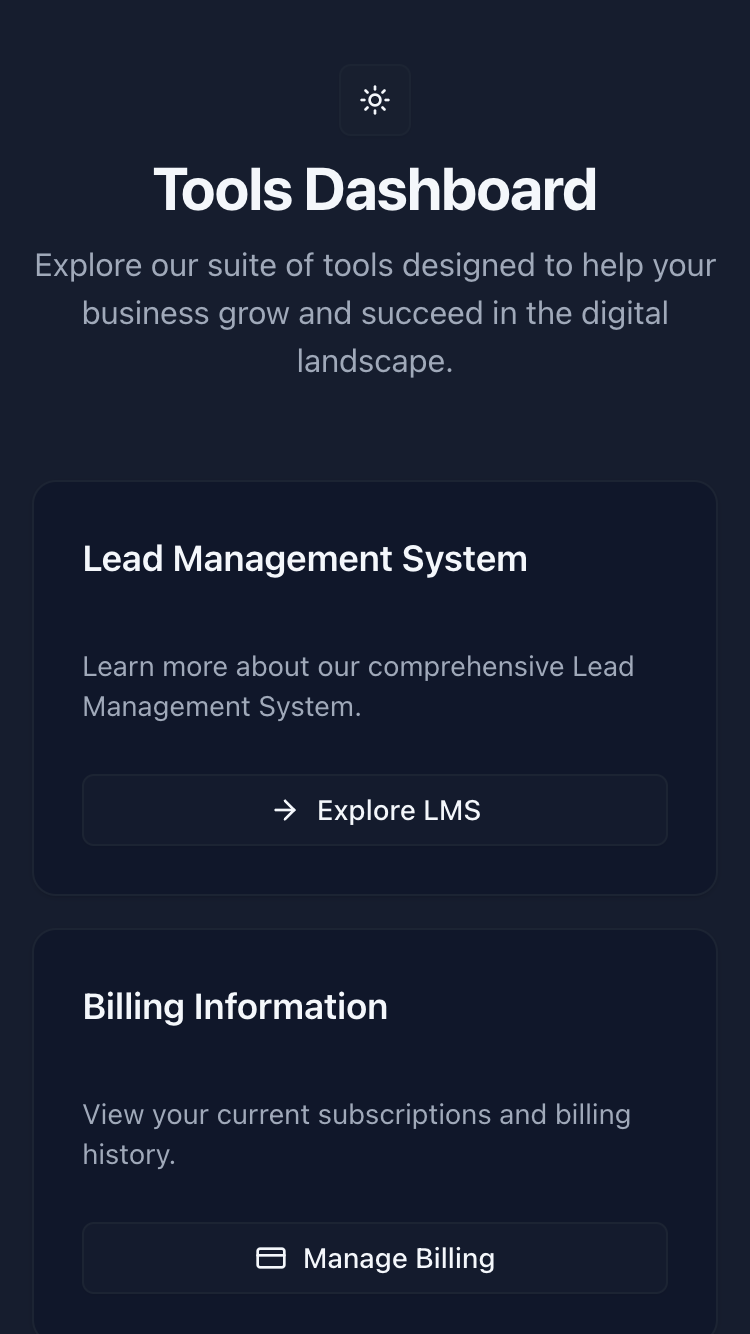 Tools Dashboard
Explore our suite of tools designed to help your
business grow and succeed in the digital
landscape.
Lead Management System
Learn more about our comprehensive Lead
Management System.
Explore LMS
Billing Information
View your current subscriptions and billing
history.
Manage Billing